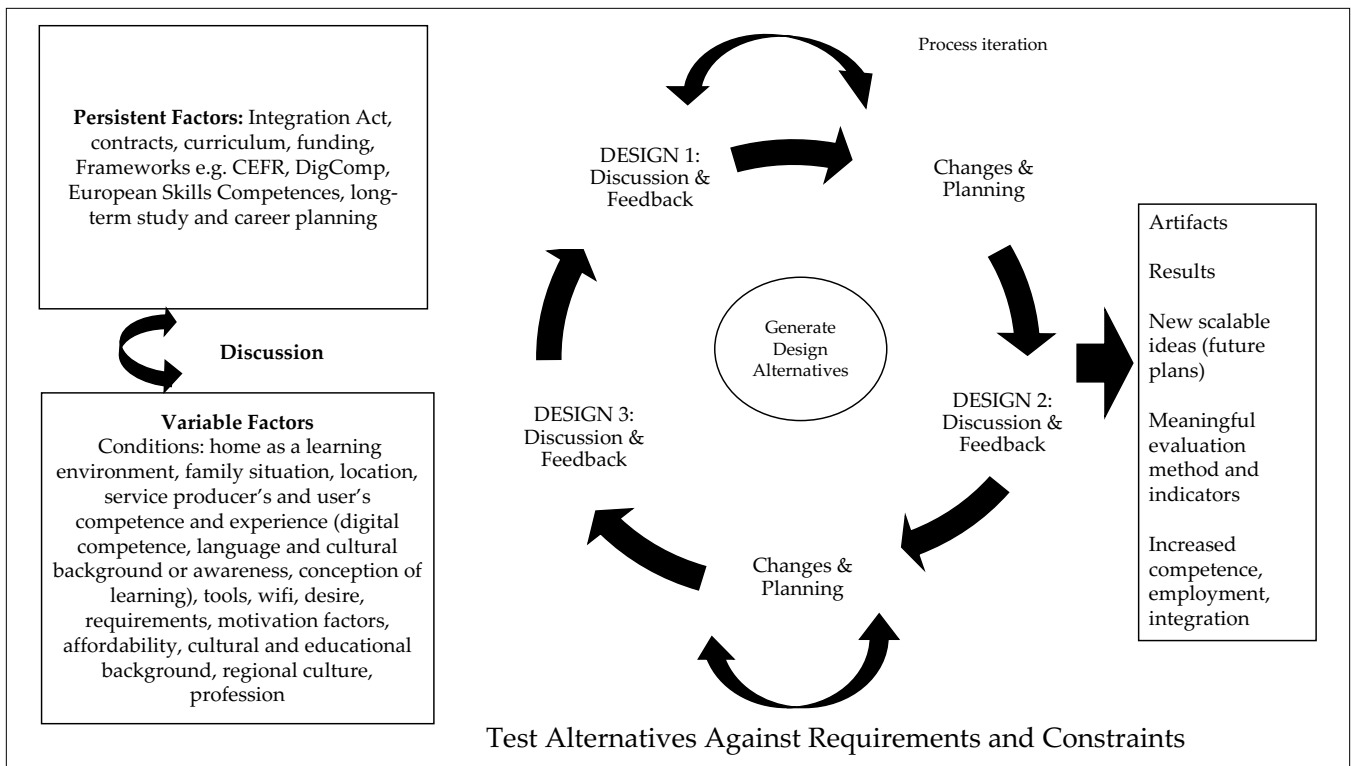 Persistent Factors: Integration Act,
contracts, curriculum, funding,
Frameworks e.g. CEFR, DigComp,
European Skills Competences, long-
term study and career planning
Discussion
Variable Factors
Conditions: home as a learning
environment, family situation, location,
service producer's and user's
competence and experience (digital
competence, language and cultural
background or awareness, conception of
learning), tools, wifi, desire,
requirements, motivation factors,
affordability, cultural and educational
background, regional culture,
profession
Process iteration
DESIGN 1:
Discussion &
Feedback
Changes &
Planning
Generate
Design
Alternatives
DESIGN 2:
Discussion &
Feedback
DESIGN 3:
Discussion &
Feedback
Changes &
Planning
Artifacts
Results
New scalable
ideas (future
plans)
Meaningful
evaluation
method and
indicators
Increased
competence,
employment,
integration
Test Alternatives Against Requirements and Constraints